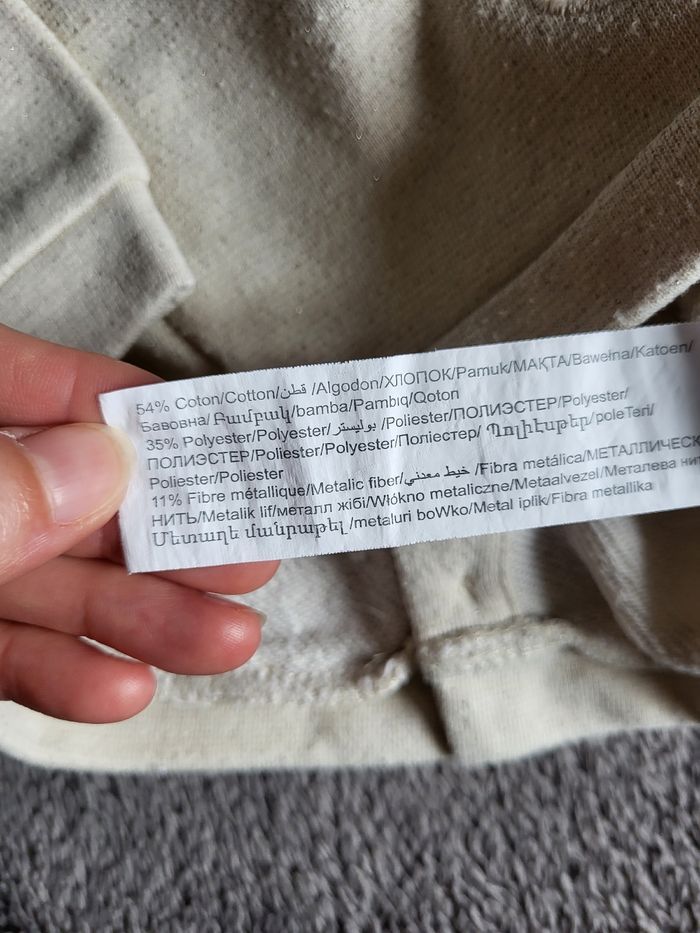 54% Coton/Cotton/قطن /Algodon/ХЛОПОК/Pamuk/МАҚТА/Bawełna/Katoen/
Бавовна/Բամբակ/bamba/Pambıq/Qoton
35% Polyester/Polyester/بوليستر /Poliester/ПОЛИЭСТЕР/Polyester/
ПОЛИЭСТЕР/Poliester/Polyester/Поліестер/ Պոլիէսթեր/poleTeri/
Poliester/Poliester
11% Fibre métallique/Metalic fiber/خيط معدني /Fibra metálica/МЕТАЛЛИЧЕСК
НИТЬ/Metalik lif/металл жібі/Włókno metaliczne/Metaalvezel/Металева нит
Մետաղե մանրաթել /metaluri boWko/Metal iplik/Fibra metallika